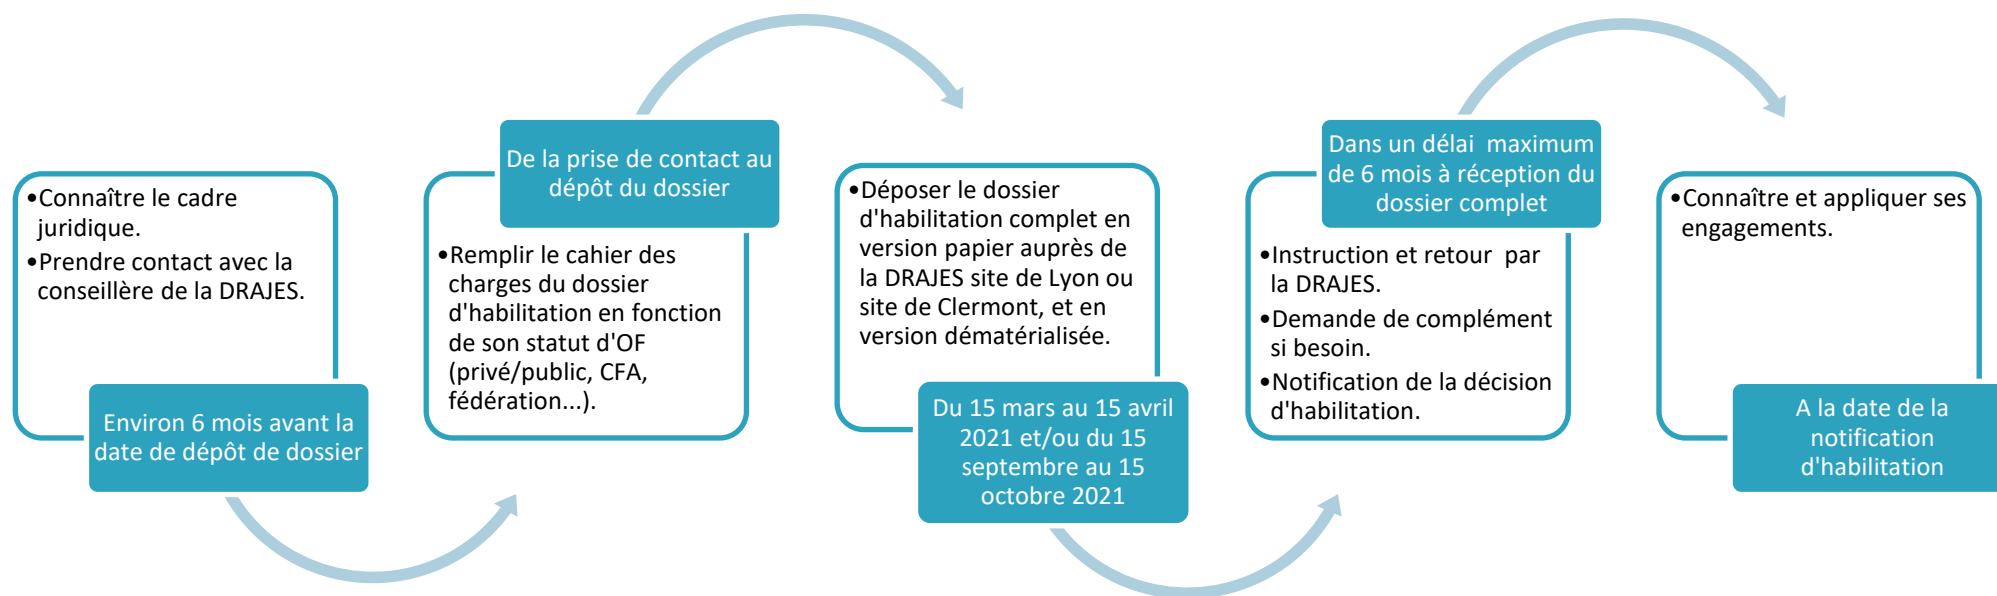 •Connaître le cadre
juridique.
•Prendre contact avec la
conseillère de la DRAJES.
Environ 6 mois avant la
date de dépôt de dossier
De la prise de contact au
dépôt du dossier
•Remplir le cahier des
charges du dossier
d'habilitation en fonction
de son statut d'OF
(privé/public, CFA,
fédération...).
•Déposer le dossier
d'habilitation complet en
version papier auprès de
la DRAJES site de Lyon ou
site de Clermont, et en
version dématérialisée.
Du 15 mars au 15 avril
2021 et/ou du 15
septembre au 15
octobre 2021
Dans un délai  maximum
de 6 mois à réception du
dossier complet
•Instruction et retour  par
la DRAJES.
•Demande de complément
si besoin.
•Notification de la décision
d'habilitation.
•Connaître et appliquer ses
engagements.
A la date de la
notification
d'habilitation